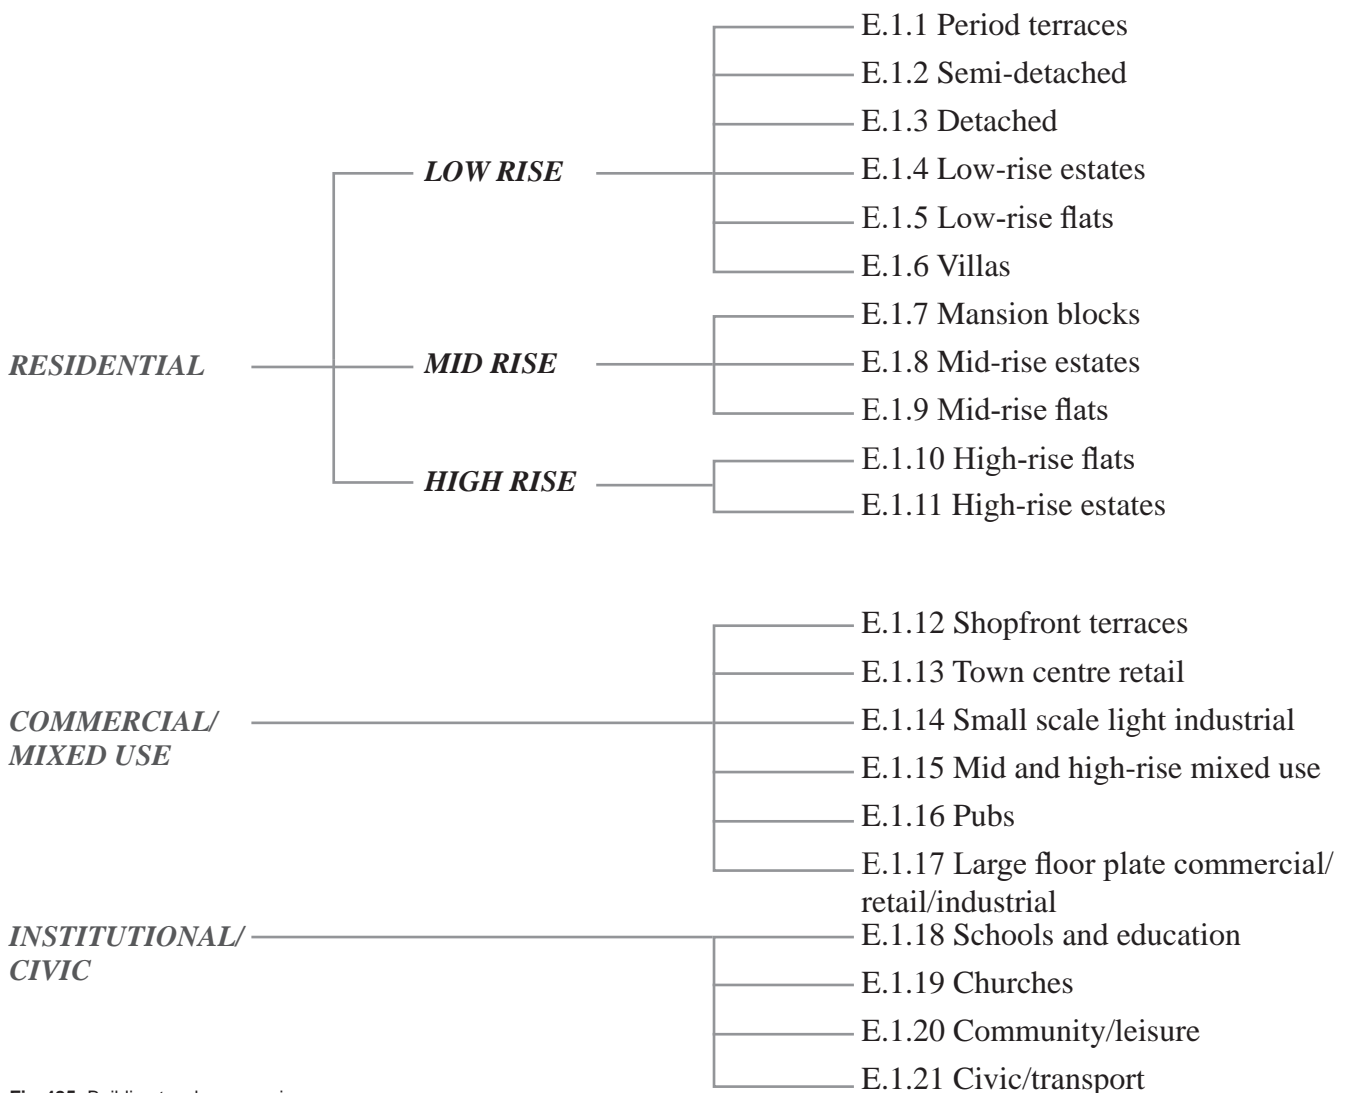 E.1.1 Period terraces
E.1.2 Semi-detached
E.1.3 Detached
LOW RISE
E.1.4 Low-rise estates
E.1.5 Low-rise flats
E.1.6 Villas
E.1.7 Mansion blocks
RESIDENTIAL
MID RISE
E.1.8 Mid-rise estates
E.1.9 Mid-rise flats
E.1.10 High-rise flats
HIGH RISE
E.1.11 High-rise estates
E.1.12 Shopfront terraces
E.1.13 Town centre retail
COMMERCIAL/
MIXED USE
E.1.14 Small scale light industrial
E.1.15 Mid and high-rise mixed use
E.1.16 Pubs
E.1.17 Large floor plate commercial/
retail/industrial
INSTITUTIONAL/
CIVIC
E.1.18 Schools and education
E.1.19 Churches
E.1.20 Community/leisure
E.1.21 Civic/transport